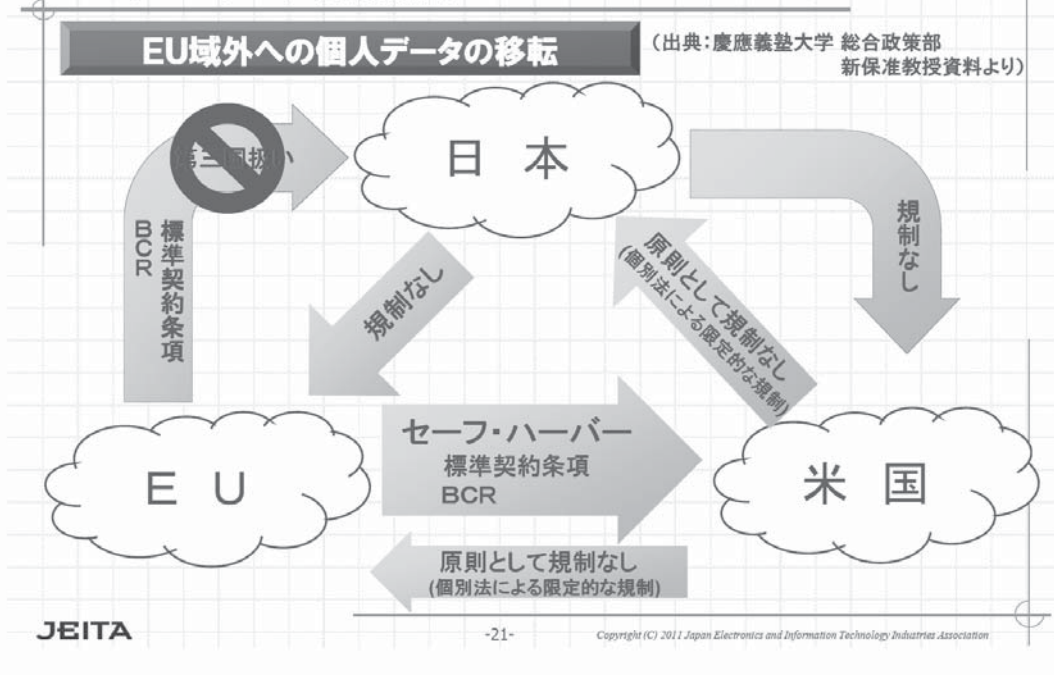 EU域外への個人データの移転
(出典:慶應義塾大学 総合政策部
新保准教授資料より)
第三国扱い
日 本
BCR
標準契約条項
規制なし
規制なし
原則として規制なし
(個別法による限定的な規制)
EU
セーフ・ハーバー
標準契約条項
BCR
米 国
原則として規制なし
(個別法による限定的な規制)
JEITA
-21-
Copyright (C) 2011 Japan Electronics and Information Technology Industries Association